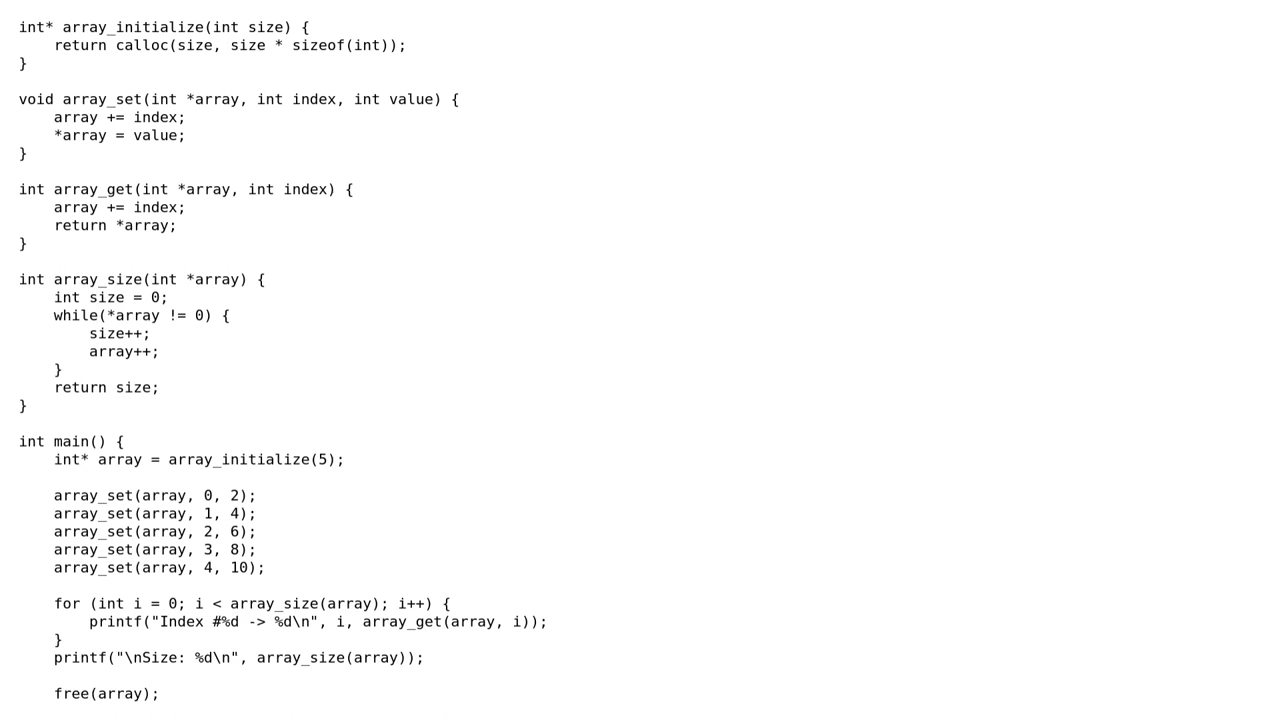 int* array_initialize(int size) {
    return calloc(size, size * sizeof(int));
}

void array_set(int *array, int index, int value) {
    array += index;
    *array = value;
}

int array_get(int *array, int index) {
    array += index;
    return *array;
}

int array_size(int *array) {
    int size = 0;
    while(*array != 0) {
        size++;
        array++;
    }
    return size;
}

int main() {
    int* array = array_initialize(5);

    array_set(array, 0, 2);
    array_set(array, 1, 4);
    array_set(array, 2, 6);
    array_set(array, 3, 8);
    array_set(array, 4, 10);

    for (int i = 0; i < array_size(array); i++) {
        printf("Index #%d -> %d\n", i, array_get(array, i));
    }
    printf("\nSize: %d\n", array_size(array));

    free(array);